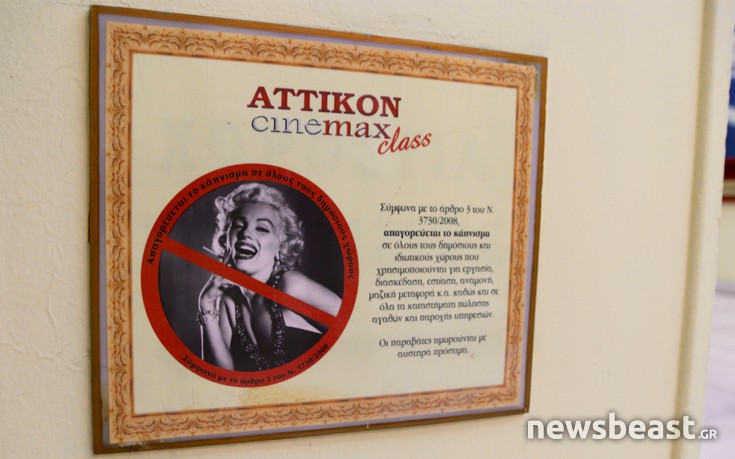 ΑΤΤΙΚΟΝ
cinemax
class
Απαγορεύεται το κάπνισμα σε όλους τους δημόσιους χώρους
Σύμφωνα με το άρθρο 3 του Ν. 3730/2008
Σύμφωνα με το άρθρο 3 του Ν.
3730/2008,
απαγορεύεται το κάπνισμα
σε όλους τους δημόσιους και
ιδιωτικούς χώρους που
χρησιμοποιούνται για εργασία,
διασκέδαση, εστίαση, αναμονή,
μαζική μεταφορά κ.α. καθώς και σε
όλα τα καταστήματα πώλησης
αγαθών και παροχής υπηρεσιών.
Οι παραβάτες τιμωρούνται με
αυστηρά πρόστιμα.
newsbeast.GR